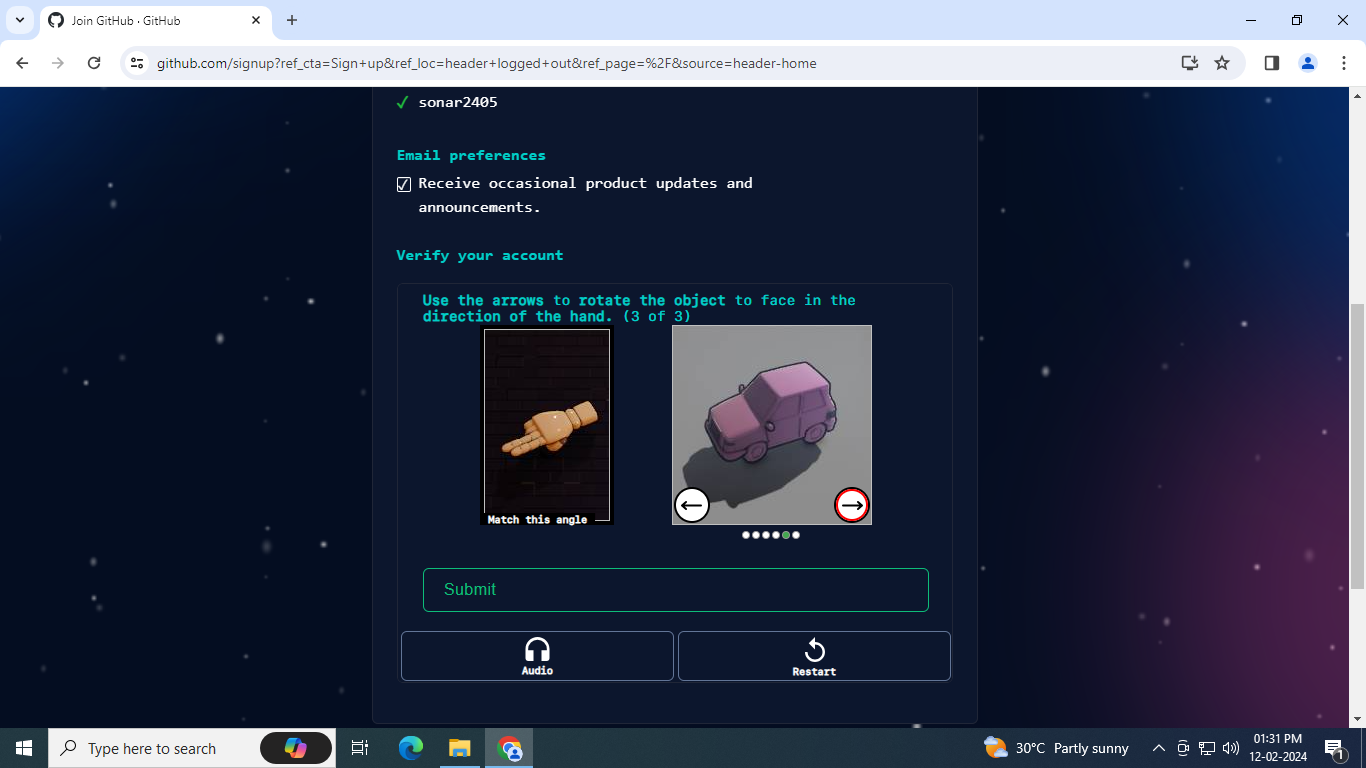 Join GitHub · GitHub
github.com/signup?ref_cta=Sign+up&ref_loc=header+logged+out&ref_page=%2F&source=header-home
✓ sonar2405
Email preferences
Receive occasional product updates and
announcements.
Verify your account
Use the arrows to rotate the object to face in the
direction of the hand. (3 of 3)
Match this angle
Submit
Audio
Restart
Type here to search
30°C Partly sunny
01:31 PM
12-02-2024
1